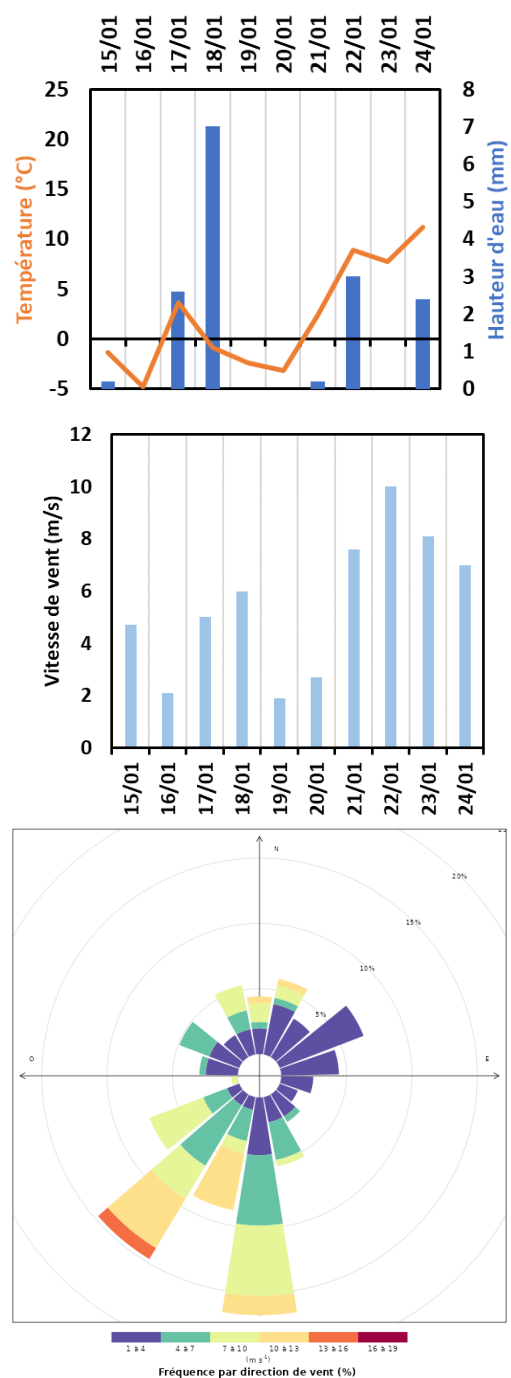 15/01 16/01 17/01 18/01 19/01 20/01 21/01 22/01 23/01 24/01
25 8
20 7
15 6
10 5
5 4
0 3
-5 2
1
0
Température (°C)
Hauteur d'eau (mm)
12
10
8
6
4
2
0
Vitesse de vent (m/s)
15/01 16/01 17/01 18/01 19/01 20/01 21/01 22/01 23/01 24/01
N
20%
15%
10%
5%
O E
1 à 4 4 à 7 7 à 10 10 à 13 13 à 16 16 à 19
(m s⁻¹)
Fréquence par direction de vent (%)